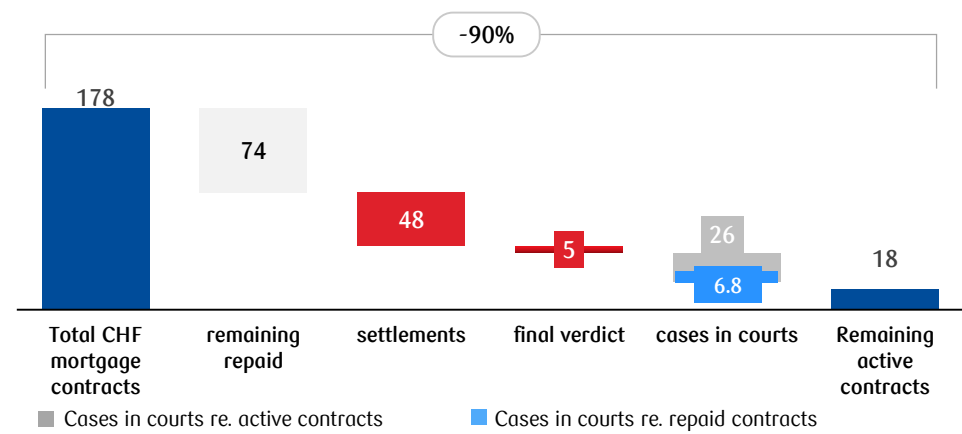 -90%
178
74
48
5
26
6.8
18
Total CHF
mortgage
contracts
remaining
repaid
settlements
final verdict
cases in courts
Remaining
active
contracts
Cases in courts re. active contracts
Cases in courts re. repaid contracts